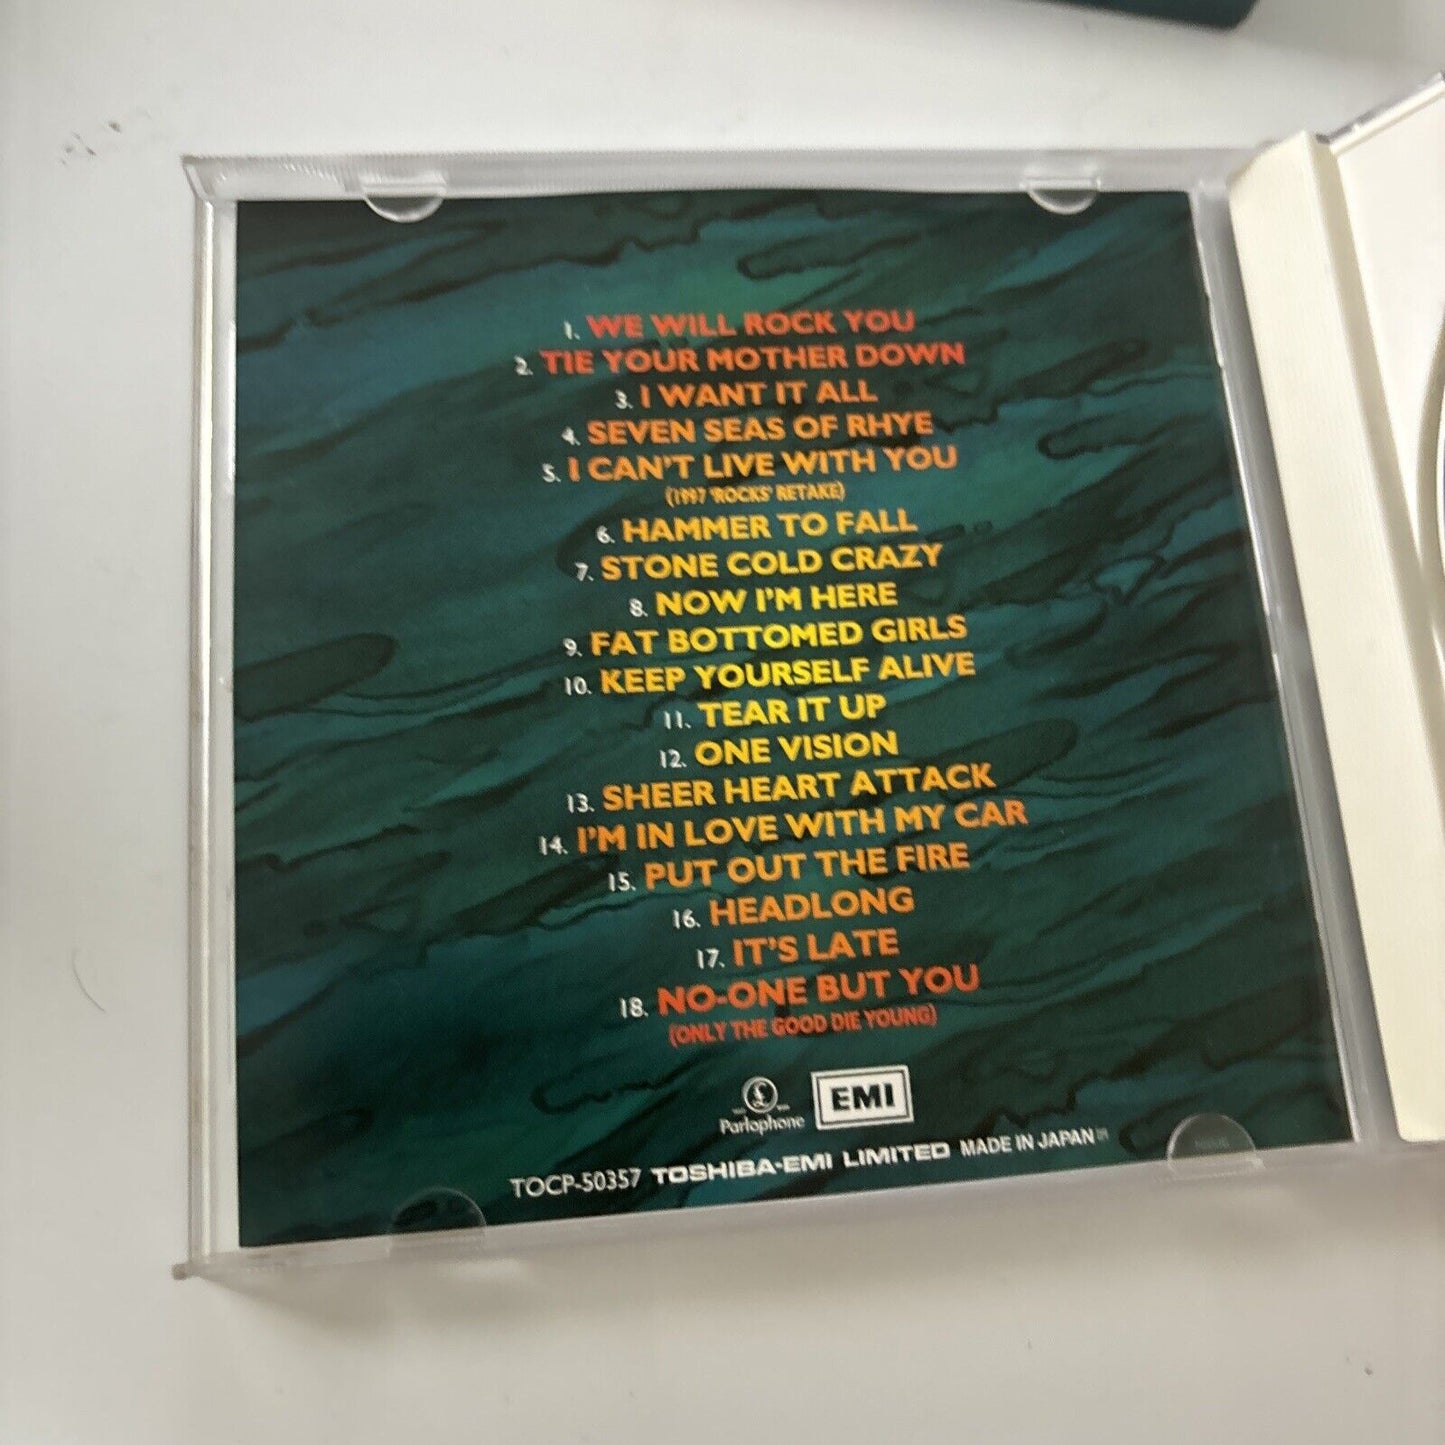 1. WE WILL ROCK YOU
2. TIE YOUR MOTHER DOWN
3. I WANT IT ALL
4. SEVEN SEAS OF RHYE
5. I CAN'T LIVE WITH YOU
(1997 'ROCKS' RETAKE)
6. HAMMER TO FALL
7. STONE COLD CRAZY
8. NOW I'M HERE
9. FAT BOTTOMED GIRLS
10. KEEP YOURSELF ALIVE
11. TEAR IT UP
12. ONE VISION
13. SHEER HEART ATTACK
14. I'M IN LOVE WITH MY CAR
15. PUT OUT THE FIRE
16. HEADLONG
17. IT'S LATE
18. NO-ONE BUT YOU
(ONLY THE GOOD DIE YOUNG)
£
Parlophone EMI
TOCP-50357 TOSHIBA-EMI LIMITED MADE IN JAPAN